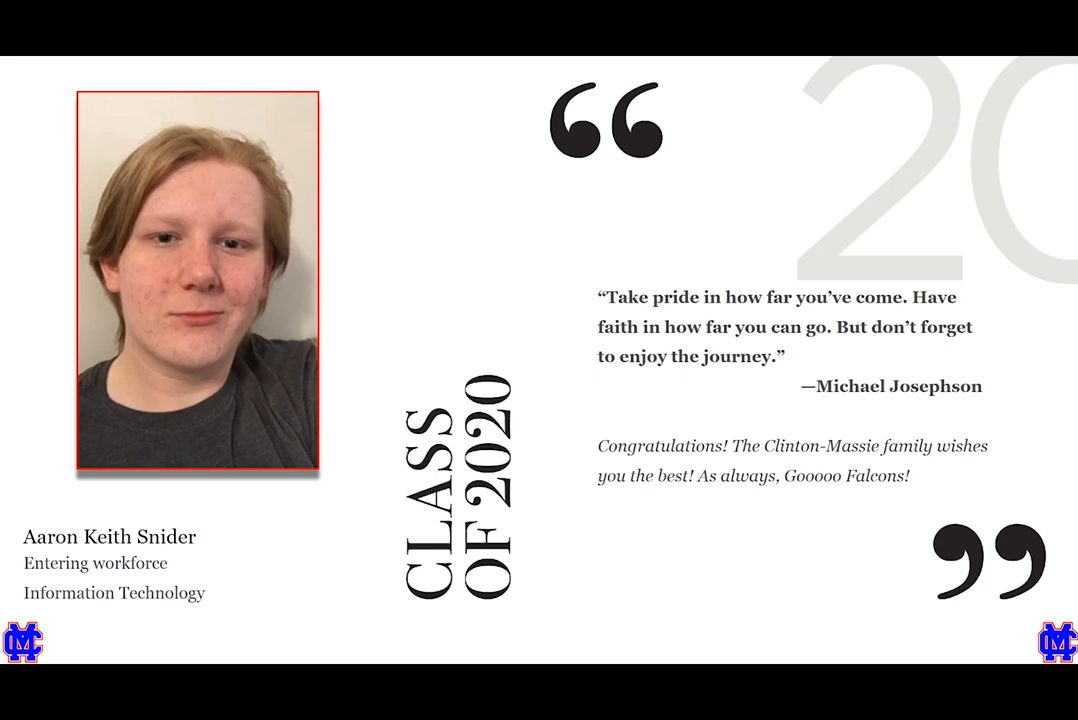 20
“Take pride in how far you’ve come. Have
faith in how far you can go. But don’t forget
to enjoy the journey.”
—Michael Josephson
Congratulations! The Clinton-Massie family wishes
you the best! As always, Gooooo Falcons!
CLASS
OF 2020
Aaron Keith Snider
Entering workforce
Information Technology
CM
CM